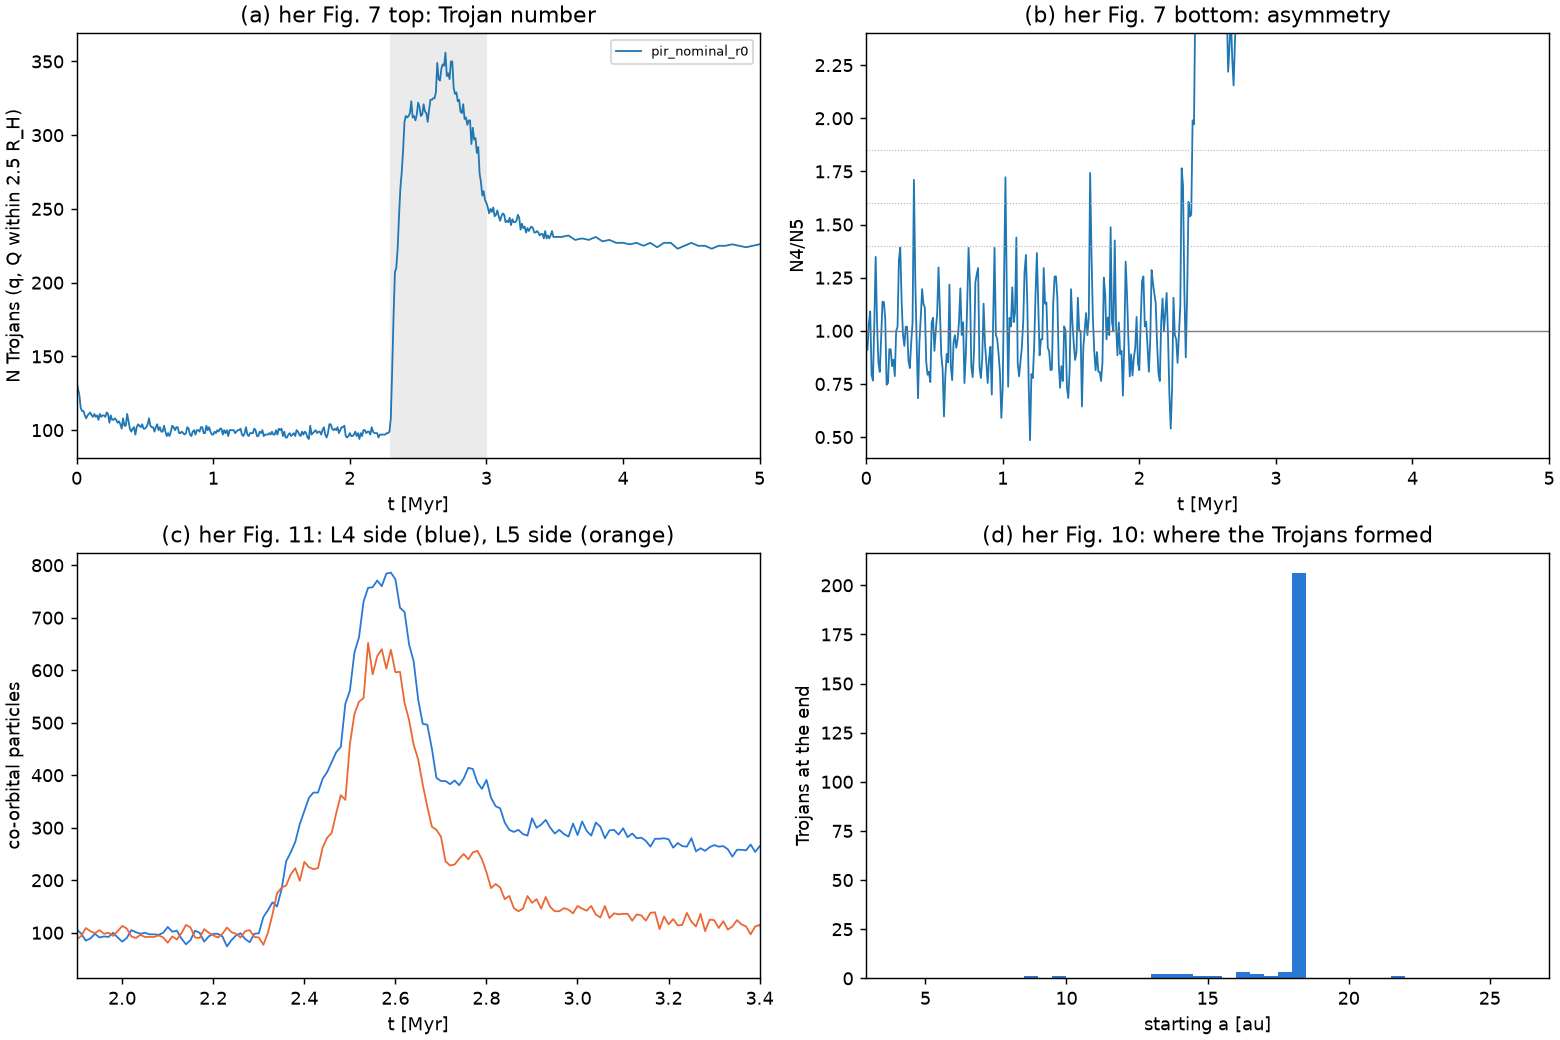 (a) her Fig. 7 top: Trojan number
N Trojans (q, Q within 2.5 R_H)
350
300
250
200
150
100
pir_nominal_r0
0 1 2 3 4 5
t [Myr]
(b) her Fig. 7 bottom: asymmetry
N4/N5
2.25
2.00
1.75
1.50
1.25
1.00
0.75
0.50
0 1 2 3 4 5
t [Myr]
(c) her Fig. 11: L4 side (blue), L5 side (orange)
co-orbital particles
800
700
600
500
400
300
200
100
2.0 2.2 2.4 2.6 2.8 3.0 3.2 3.4
t [Myr]
(d) her Fig. 10: where the Trojans formed
Trojans at the end
200
175
150
125
100
75
50
25
0
5 10 15 20 25
starting a [au]